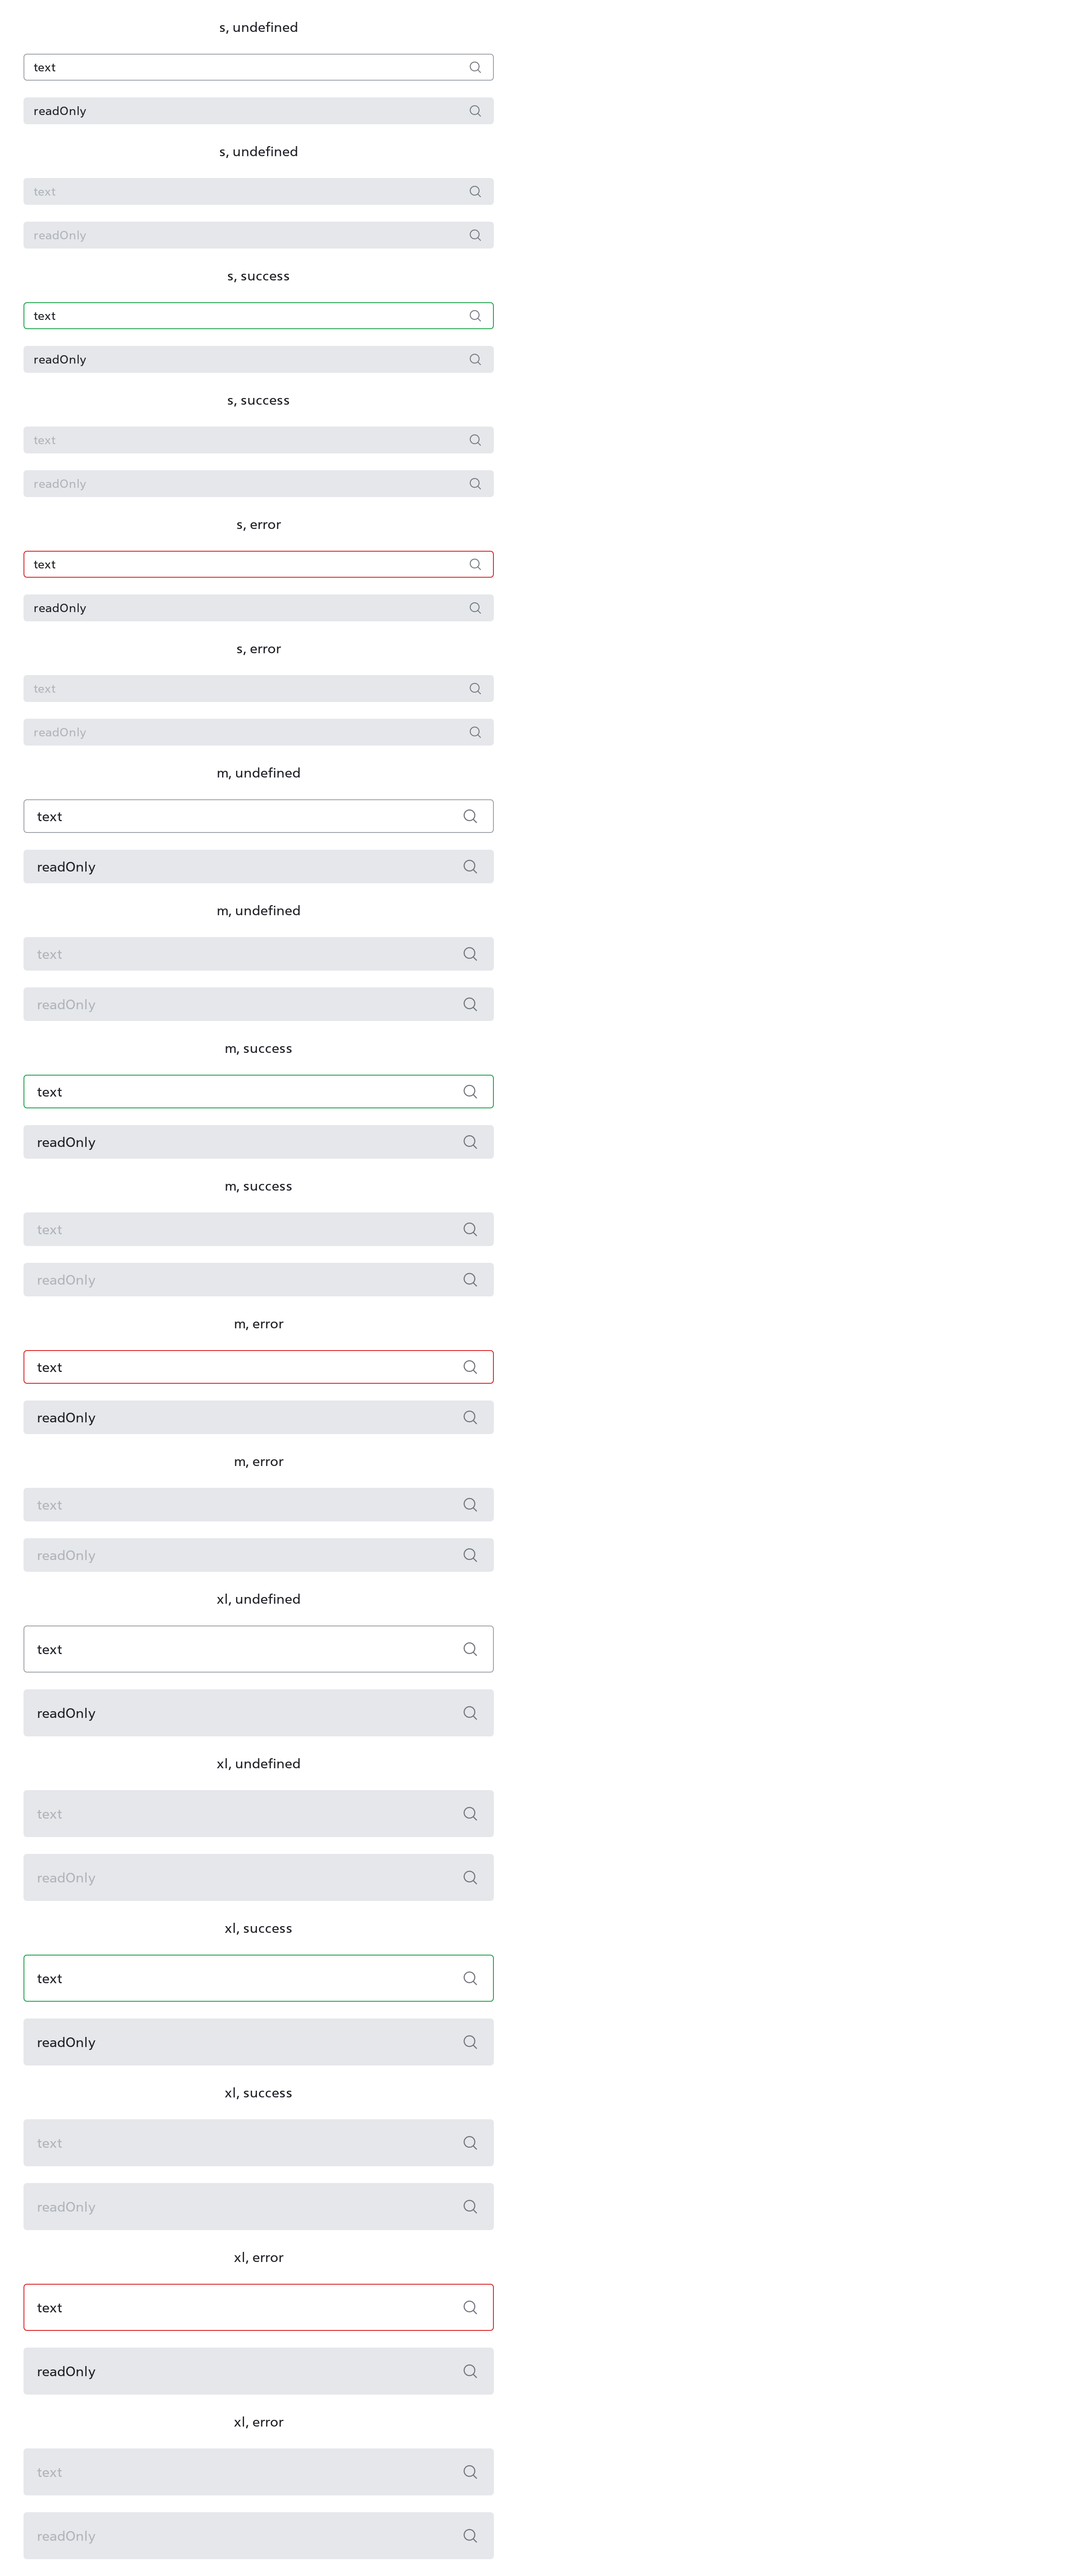 s, undefined
text
readOnly
s, undefined
text
readOnly
s, success
text
readOnly
s, success
text
readOnly
s, error
text
readOnly
s, error
text
readOnly
m, undefined
text
readOnly
m, undefined
text
readOnly
m, success
text
readOnly
m, success
text
readOnly
m, error
text
readOnly
m, error
text
readOnly
xl, undefined
text
readOnly
xl, undefined
text
readOnly
xl, success
text
readOnly
xl, success
text
readOnly
xl, error
text
readOnly
xl, error
text
readOnly